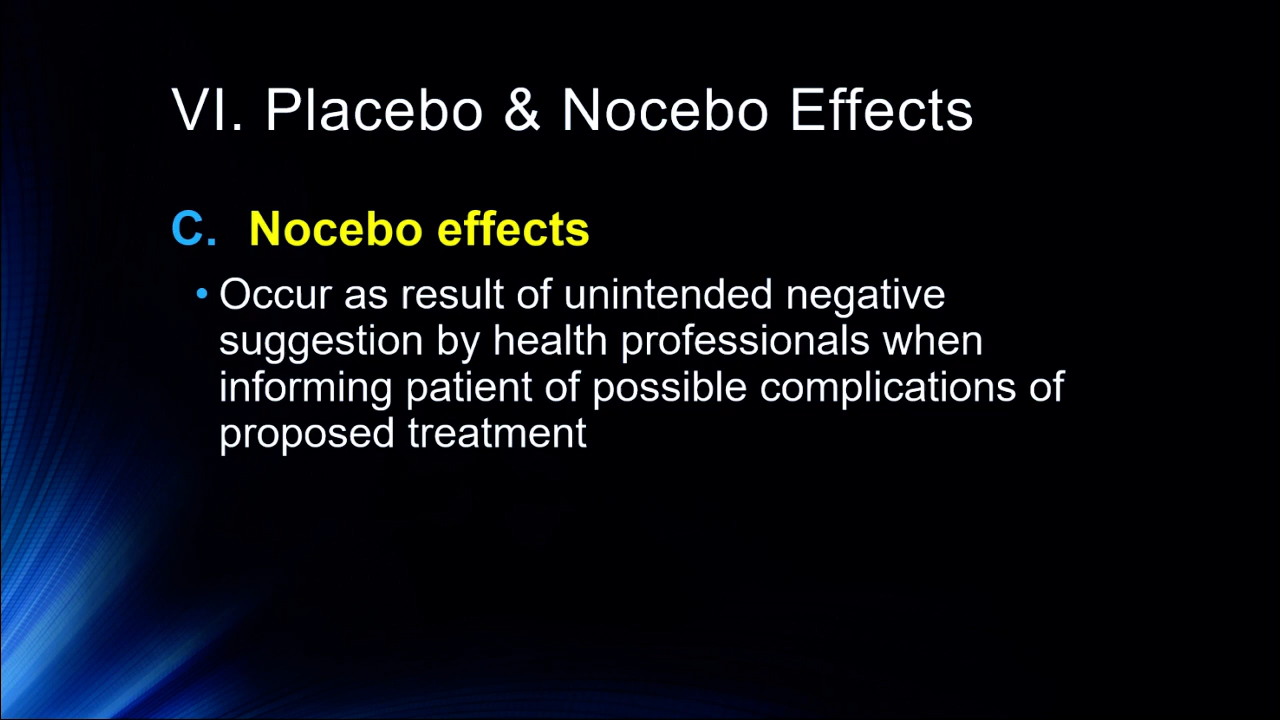 VI. Placebo & Nocebo Effects
C. Nocebo effects
• Occur as result of unintended negative
suggestion by health professionals when
informing patient of possible complications of
proposed treatment